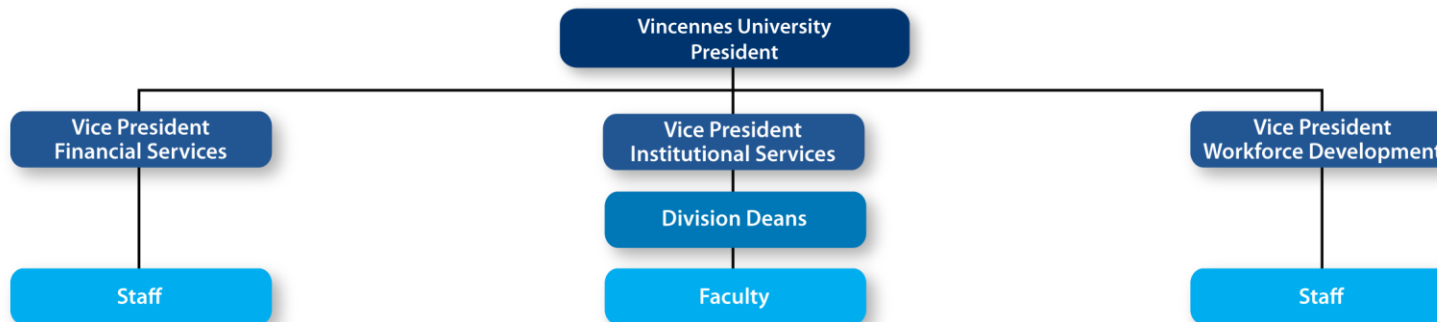 Vincennes University
President
Vice President
Financial Services
Vice President
Institutional Services
Vice President
Workforce Development
Division Deans
Staff
Faculty
Staff